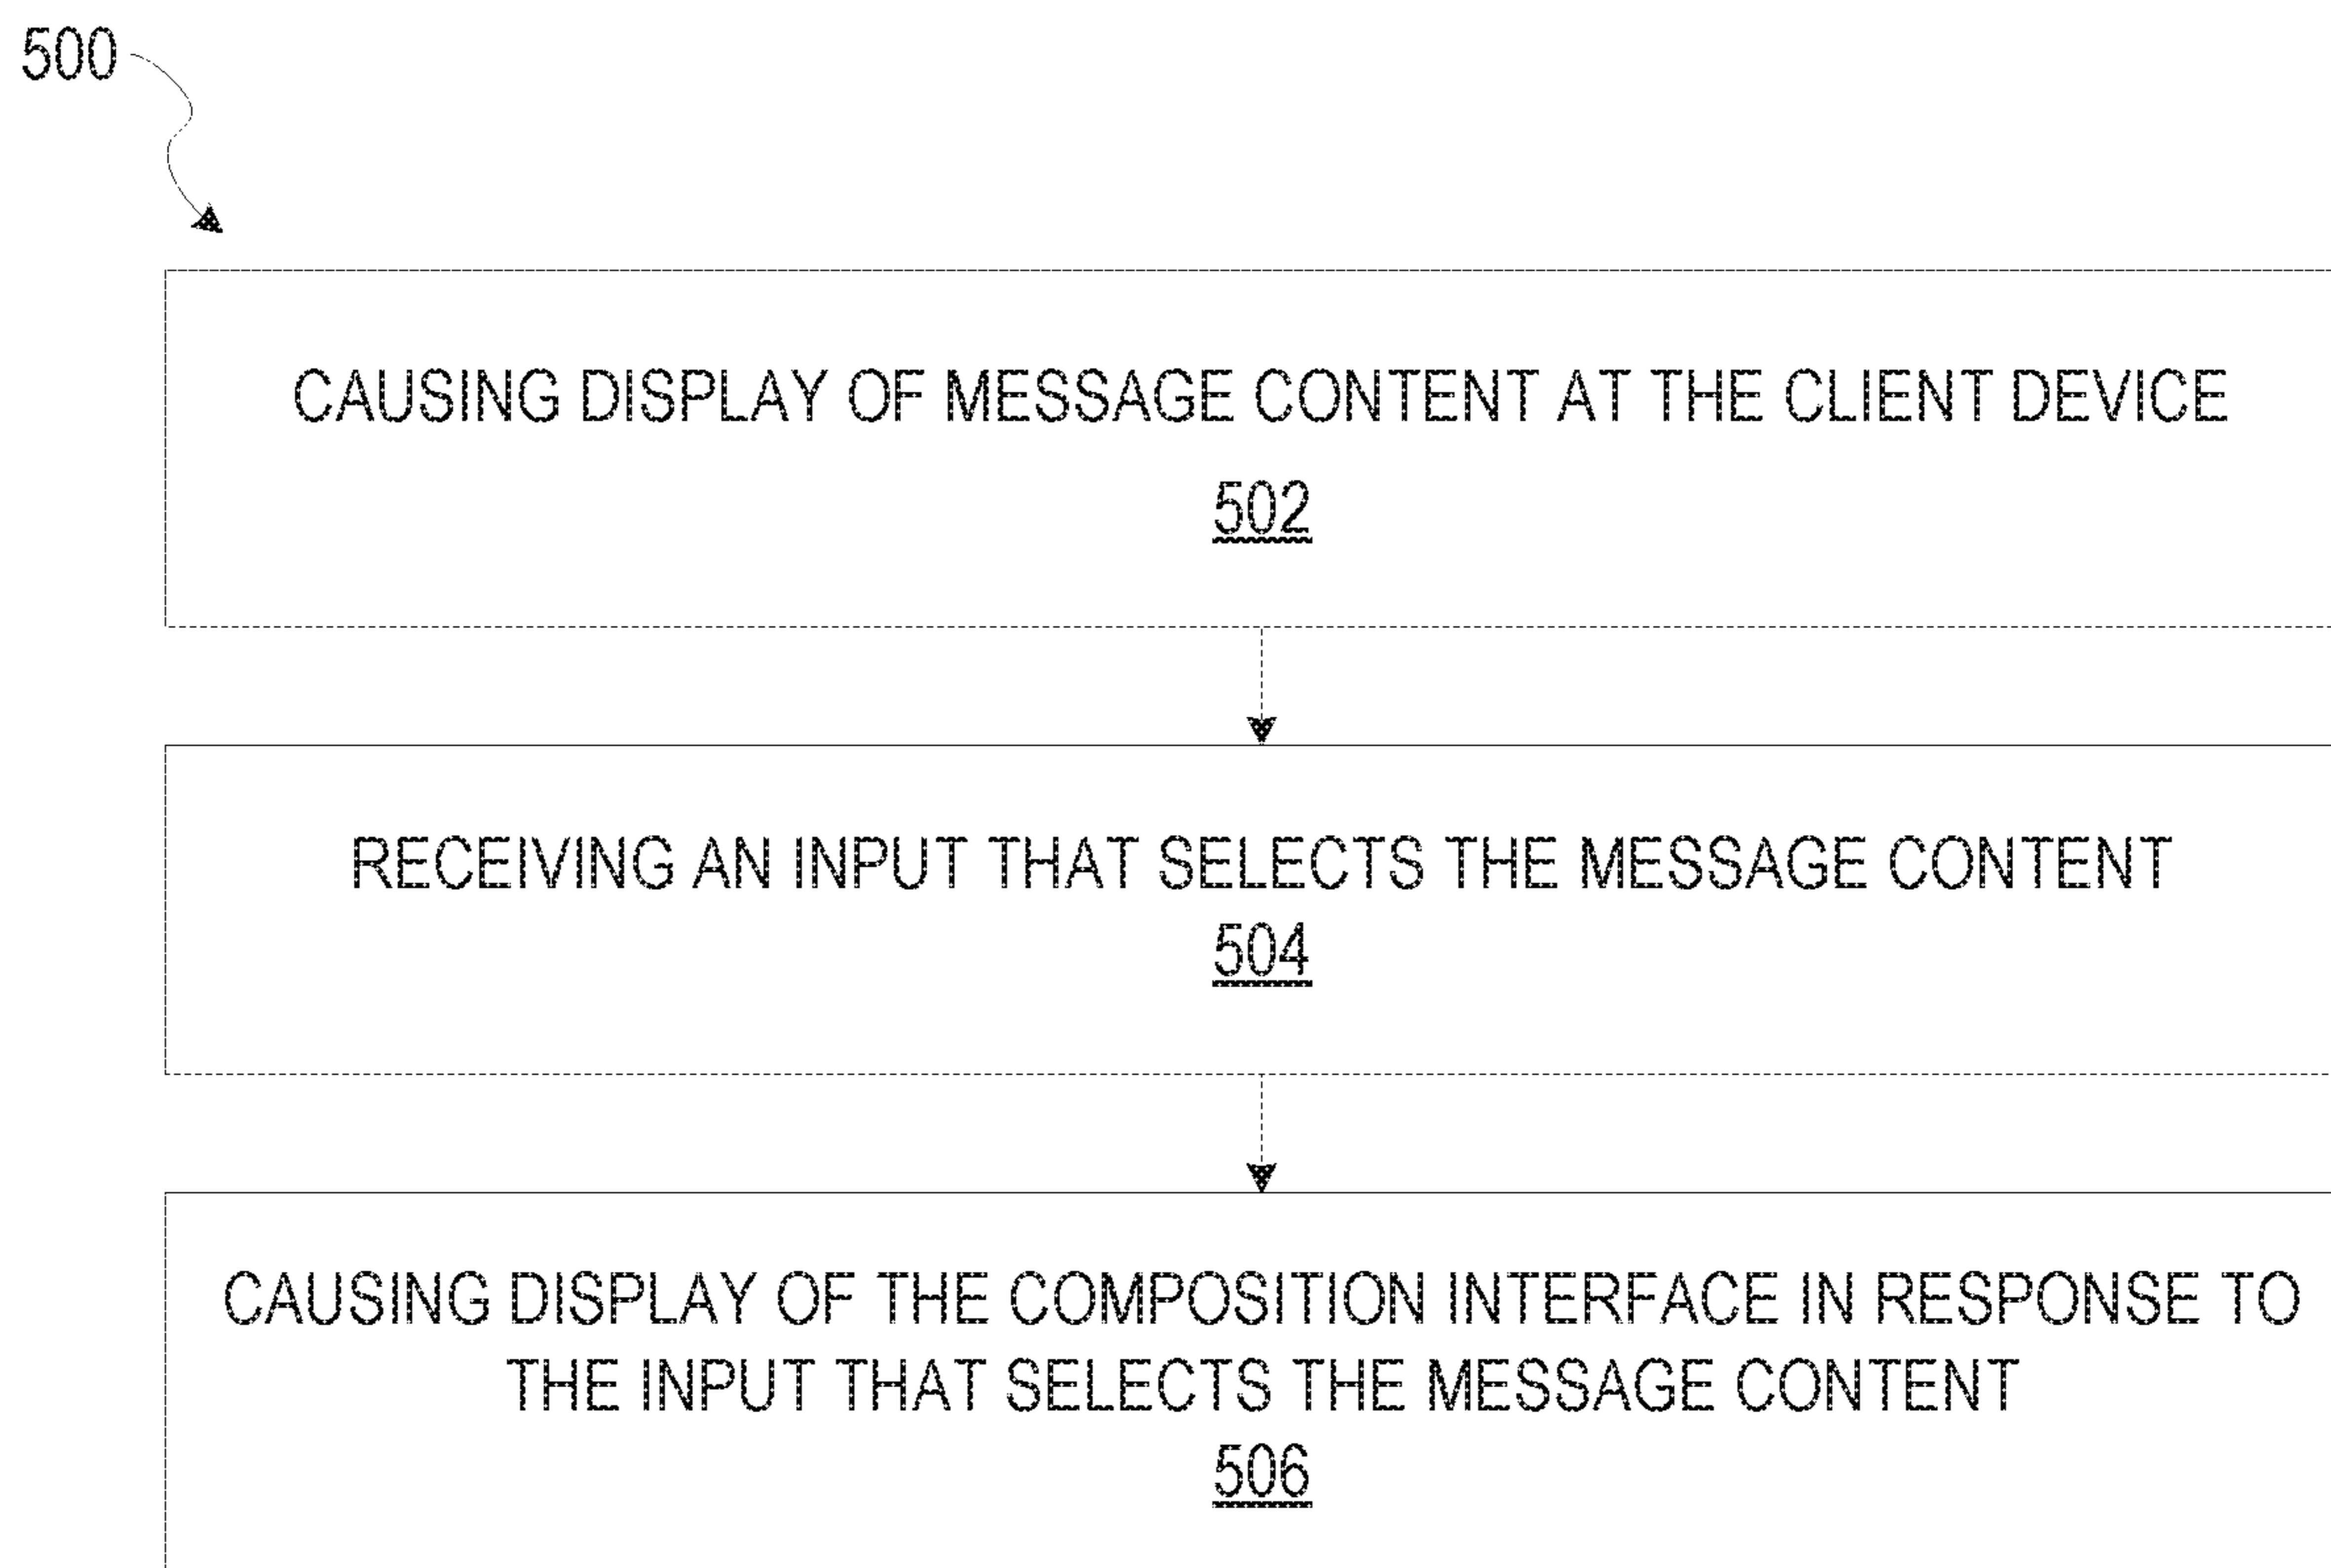 500
CAUSING DISPLAY OF MESSAGE CONTENT AT THE CLIENT DEVICE
502
RECEIVING AN INPUT THAT SELECTS THE MESSAGE CONTENT
504
CAUSING DISPLAY OF THE COMPOSITION INTERFACE IN RESPONSE TO
THE INPUT THAT SELECTS THE MESSAGE CONTENT
506